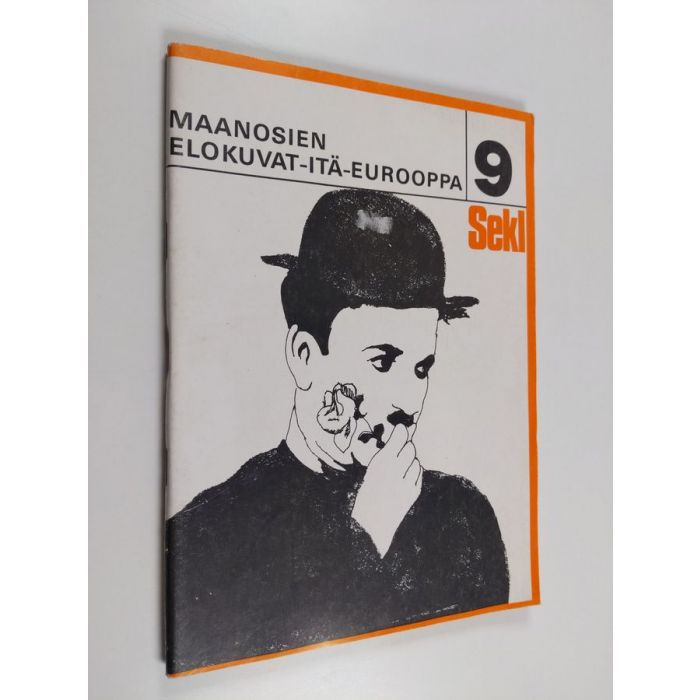 MAANOSIEN
ELOKUVAT-ITÄ-EUROOPPA
9
Sekl